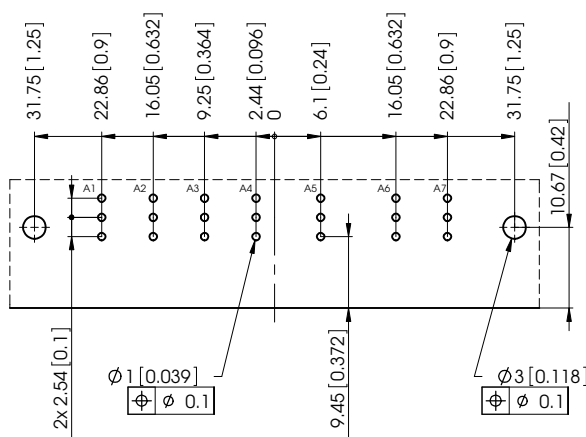 31.75 [1.25]
22.86 [0.9]
16.05 [0.632]
9.25 [0.364]
2.44 [0.096]
0
6.1 [0.24]
16.05 [0.632]
22.86 [0.9]
31.75 [1.25]
10.67 [0.42]
A1
A2
A3
A4
A5
A6
A7
2x 2.54 [0.1]
9.45 [0.372]
Ø1 [0.039]
⌖ Ø 0.1
Ø3 [0.118]
⌖ Ø 0.1